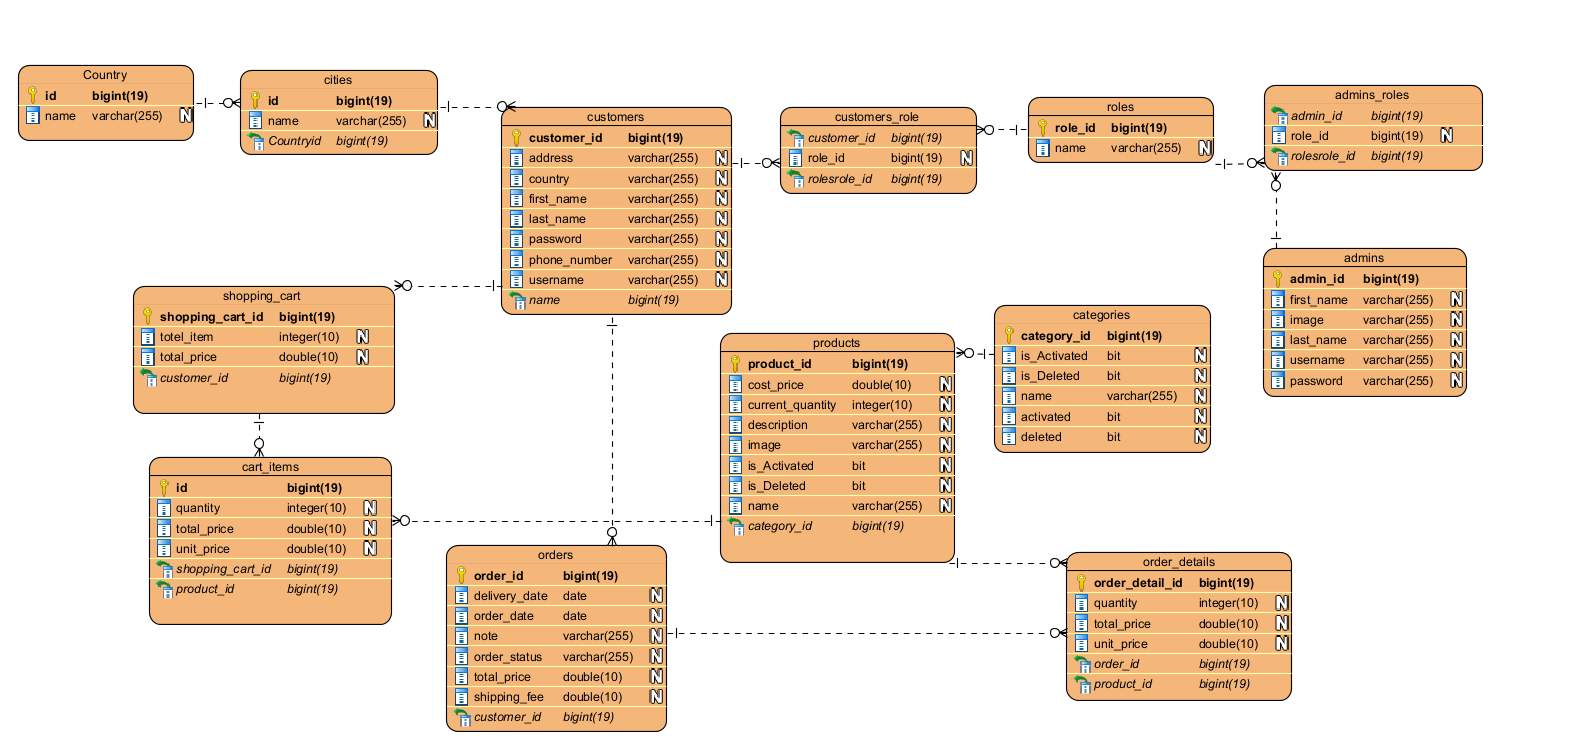 Country
id bigint(19)
name varchar(255) N
cities
id bigint(19)
name varchar(255) N
Countryid bigint(19)
customers
customer_id bigint(19)
address varchar(255) N
country varchar(255) N
first_name varchar(255) N
last_name varchar(255) N
password varchar(255) N
phone_number varchar(255) N
username varchar(255) N
name bigint(19)
customers_role
customer_id bigint(19)
role_id bigint(19) N
rolesrole_id bigint(19)
roles
role_id bigint(19)
name varchar(255) N
admins_roles
admin_id bigint(19)
role_id bigint(19) N
rolesrole_id bigint(19)
admins
admin_id bigint(19)
first_name varchar(255) N
image varchar(255) N
last_name varchar(255) N
username varchar(255) N
password varchar(255) N
shopping_cart
shopping_cart_id bigint(19)
totel_item integer(10) N
total_price double(10) N
customer_id bigint(19)
categories
category_id bigint(19)
is_Activated bit N
is_Deleted bit N
name varchar(255) N
activated bit N
deleted bit N
products
product_id bigint(19)
cost_price double(10) N
current_quantity integer(10) N
description varchar(255) N
image varchar(255) N
is_Activated bit N
is_Deleted bit N
name varchar(255) N
category_id bigint(19)
cart_items
id bigint(19)
quantity integer(10) N
total_price double(10) N
unit_price double(10) N
shopping_cart_id bigint(19)
product_id bigint(19)
orders
order_id bigint(19)
delivery_date date N
order_date date N
note varchar(255) N
order_status varchar(255) N
total_price double(10) N
shipping_fee double(10) N
customer_id bigint(19)
order_details
order_detail_id bigint(19)
quantity integer(10) N
total_price double(10) N
unit_price double(10) N
order_id bigint(19)
product_id bigint(19)